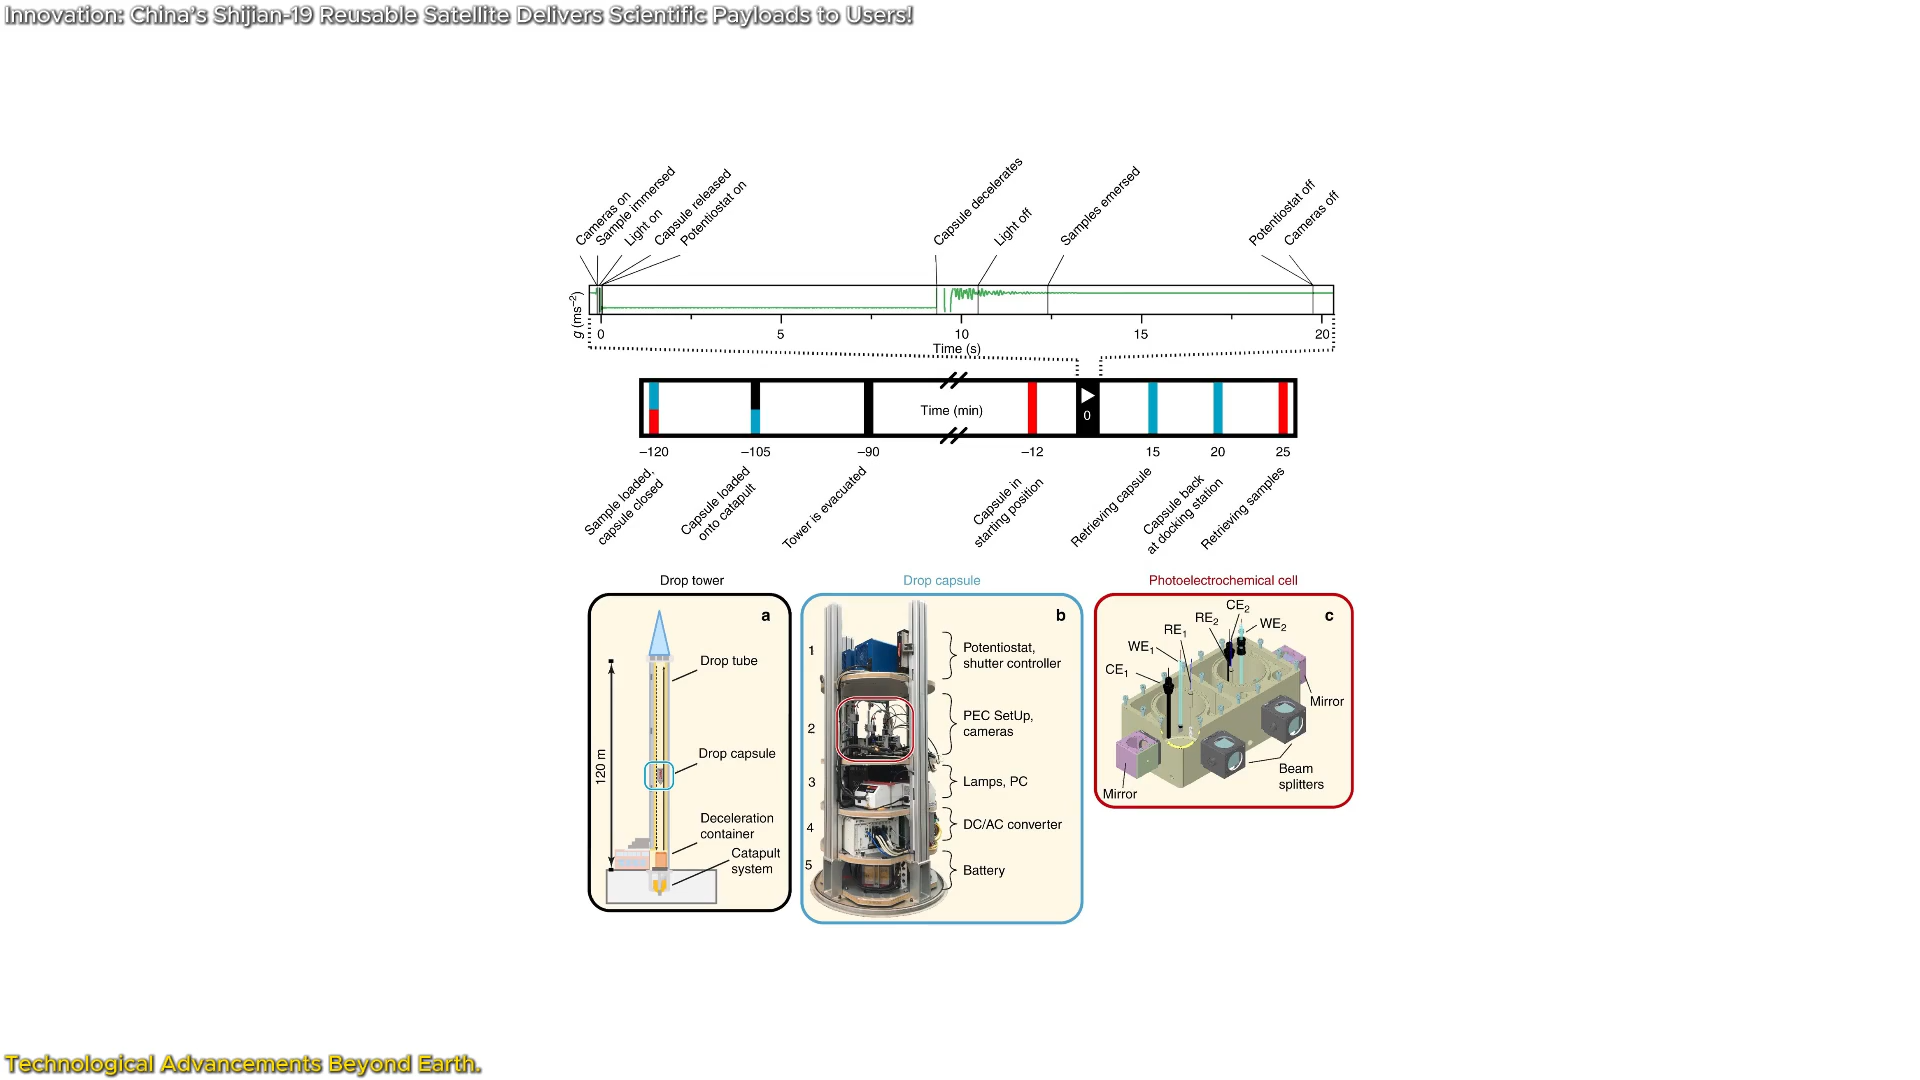 Innovation: China's Shijian-19 Reusable Satellite Delivers Scientific Payloads to Users!
Cameras on
Sample immersed
Light on
Capsule released
Potentiostat on
Capsule decelerates
Light off
Samples emersed
Potentiostat off
Cameras off
g (ms⁻²)
0 5 10 15 20
Time (s)
Time (min)
0
–120 –105 –90 –12 15 20 25
Sample loaded,
capsule closed
Capsule loaded
onto catapult
Tower is evacuated
Capsule in
starting position
Retrieving capsule
Capsule back
at docking station
Retrieving samples
Drop tower
a
Drop tube
120 m
Drop capsule
Deceleration
container
Catapult
system
Drop capsule
b
1
Potentiostat,
shutter controller
2
PEC SetUp,
cameras
3
Lamps, PC
4
DC/AC converter
5
Battery
Photoelectrochemical cell
c
CE₂
RE₂
WE₂
RE₁
WE₁
CE₁
Mirror
Beam
splitters
Mirror
Technological Advancements Beyond Earth.